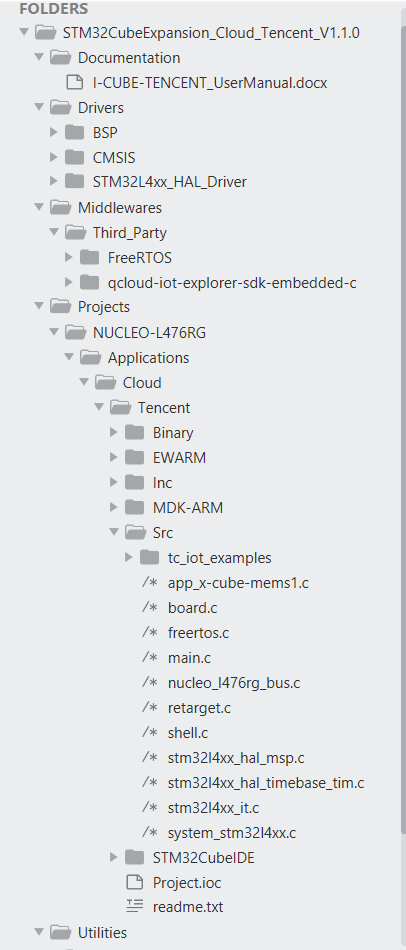 FOLDERS
STM32CubeExpansion_Cloud_Tencent_V1.1.0
Documentation
I-CUBE-TENCENT_UserManual.docx
Drivers
BSP
CMSIS
STM32L4xx_HAL_Driver
Middlewares
Third_Party
FreeRTOS
qcloud-iot-explorer-sdk-embedded-c
Projects
NUCLEO-L476RG
Applications
Cloud
Tencent
Binary
EWARM
Inc
MDK-ARM
Src
tc_iot_examples
/* app_x-cube-mems1.c
/* board.c
/* freertos.c
/* main.c
/* nucleo_l476rg_bus.c
/* retarget.c
/* shell.c
/* stm32l4xx_hal_msp.c
/* stm32l4xx_hal_timebase_tim.c
/* stm32l4xx_it.c
/* system_stm32l4xx.c
STM32CubeIDE
Project.ioc
readme.txt
Utilities